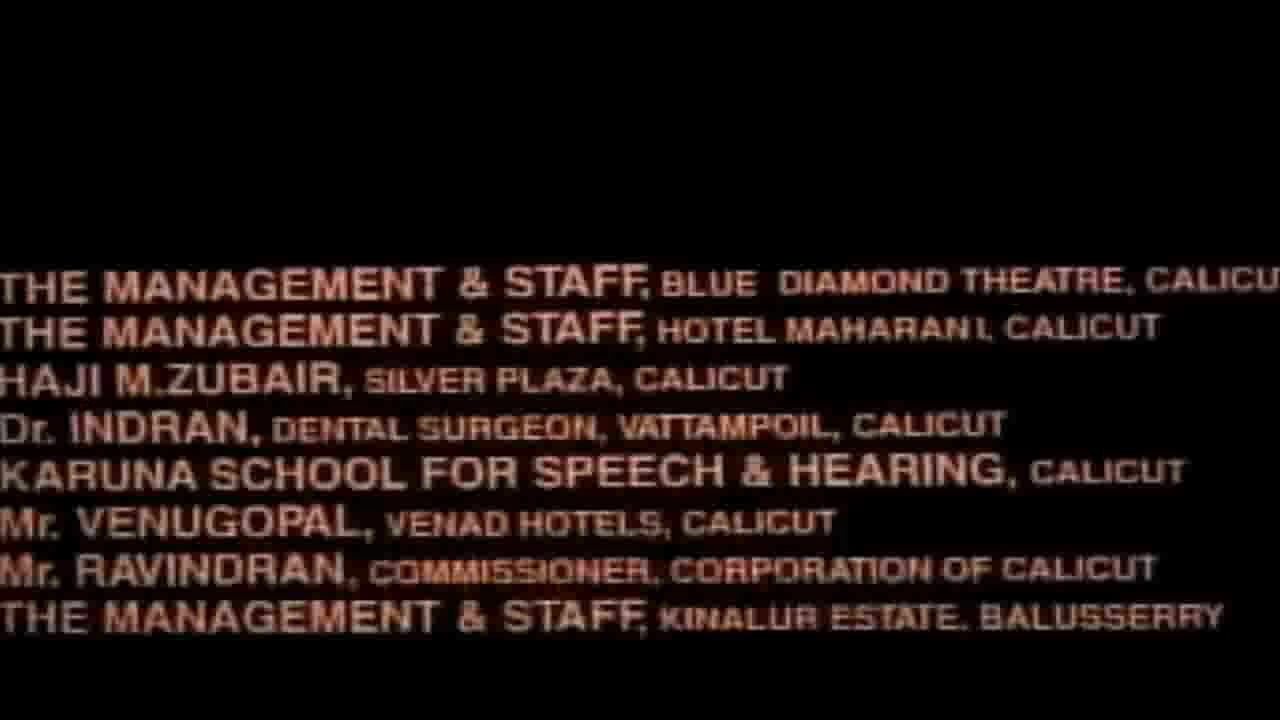 THE MANAGEMENT & STAFF, BLUE DIAMOND THEATRE, CALICU
THE MANAGEMENT & STAFF, HOTEL MAHARANI, CALICUT
HAJI M.ZUBAIR, SILVER PLAZA, CALICUT
Dr. INDRAN, DENTAL SURGEON, VATTAMPOIL, CALICUT
KARUNA SCHOOL FOR SPEECH & HEARING, CALICUT
Mr. VENUGOPAL, VENAD HOTELS, CALICUT
Mr. RAVINDRAN, COMMISSIONER, CORPORATION OF CALICUT
THE MANAGEMENT & STAFF, KINALUR ESTATE. BALUSSERRY